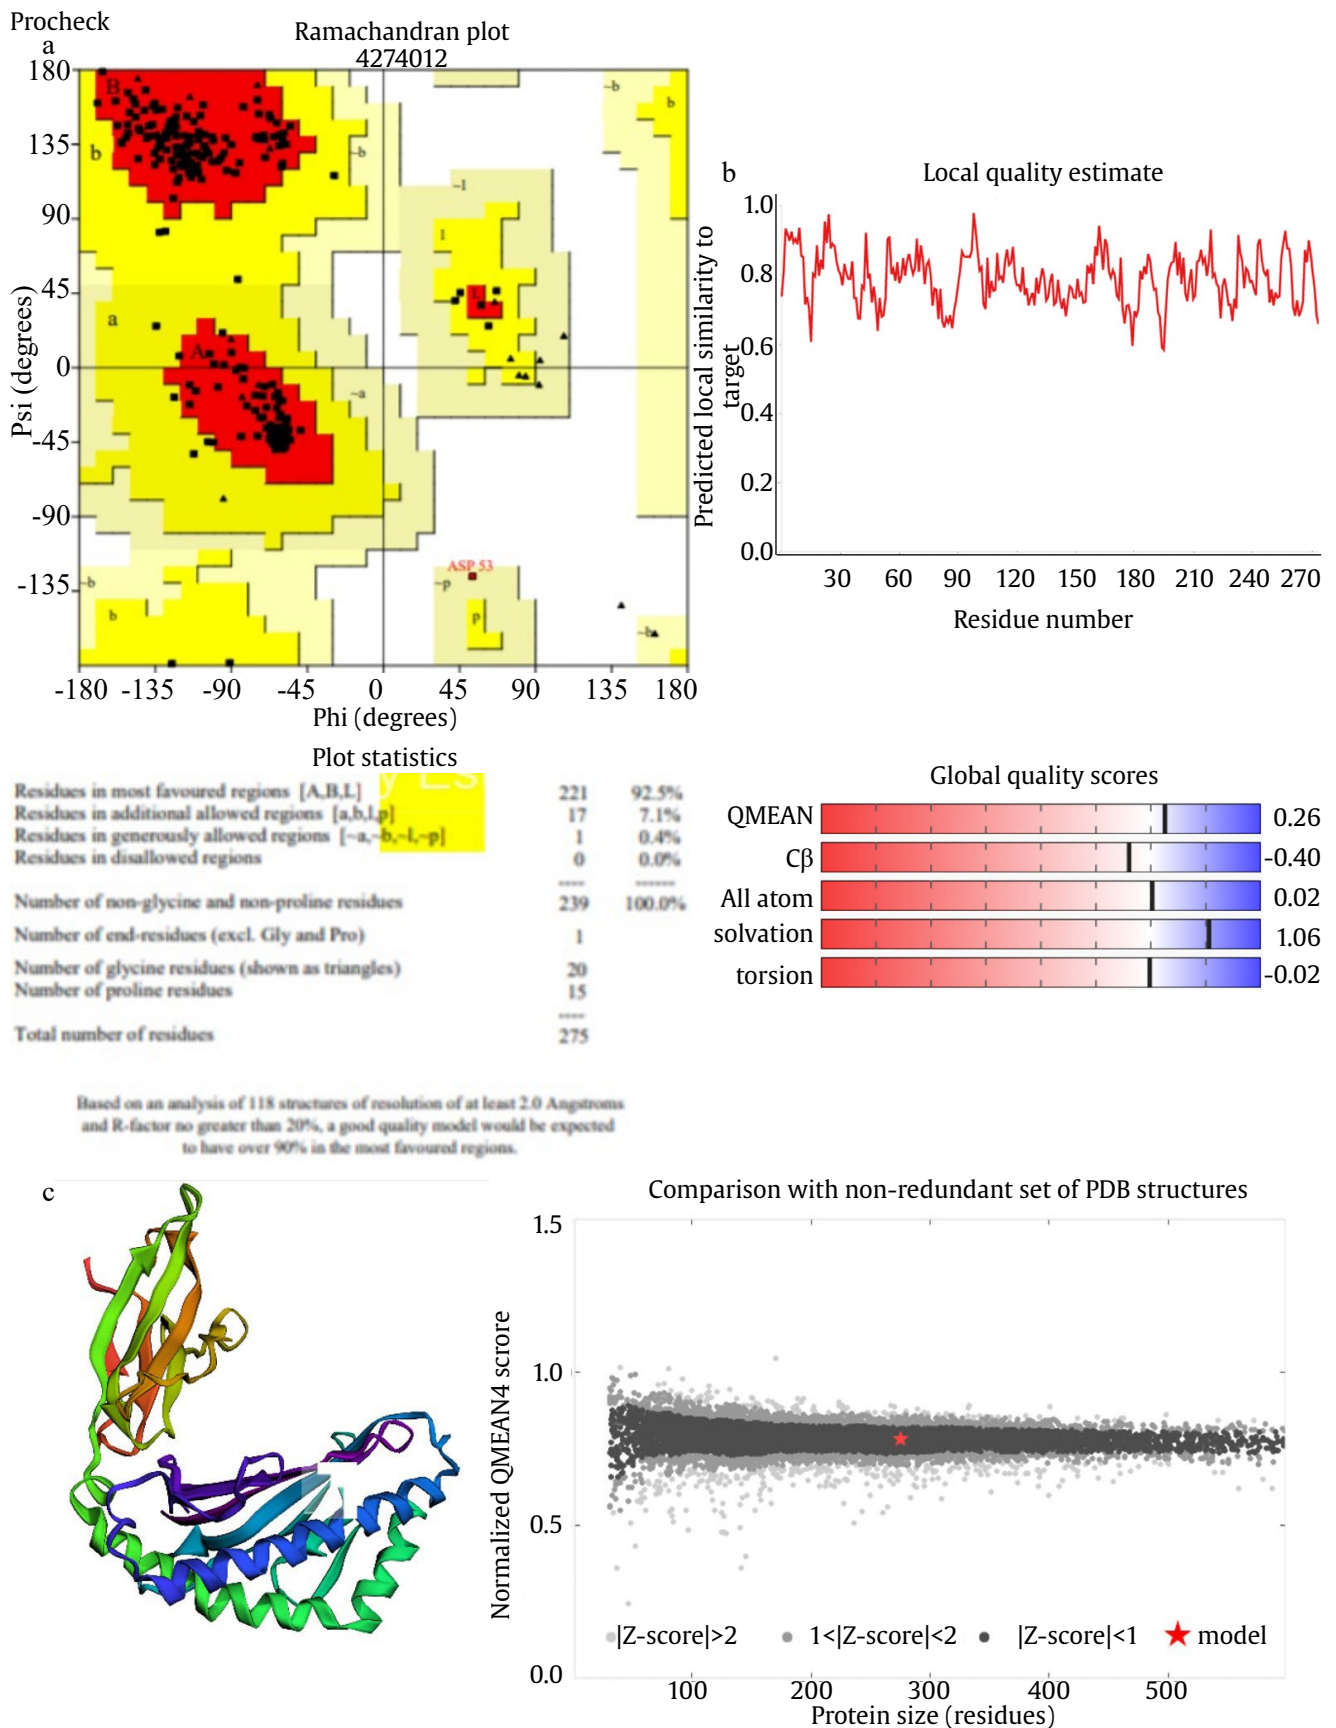 Procheck
a
Ramachandran plot
4274012
180
135
90
45
0
-45
-90
-135
Psi (degrees)
B
b
~b
~l
l
L
a
A
~a
~b
b
ASP 53
~p
p
~b
b
~b
-180 -135 -90 -45 0 45 90 135 180
Phi (degrees)
b
Local quality estimate
Predicted local similarity to
target
1.0
0.8
0.6
0.4
0.2
0.0
30 60 90 120 150 180 210 240 270
Residue number
Plot statistics
Residues in most favoured regions [A,B,L] 221 92.5%
Residues in additional allowed regions [a,b,l,p] 17 7.1%
Residues in generously allowed regions [~a,~b,~l,~p] 1 0.4%
Residues in disallowed regions 0 0.0%
---- ------
Number of non-glycine and non-proline residues 239 100.0%
Number of end-residues (excl. Gly and Pro) 1
Number of glycine residues (shown as triangles) 20
Number of proline residues 15
----
Total number of residues 275
Based on an analysis of 118 structures of resolution of at least 2.0 Angstroms
and R-factor no greater than 20%, a good quality model would be expected
to have over 90% in the most favoured regions.
Global quality scores
QMEAN 0.26
Cβ -0.40
All atom 0.02
solvation 1.06
torsion -0.02
c
Comparison with non-redundant set of PDB structures
Normalized QMEAN4 scrore
1.5
1.0
0.5
0.0
|Z-score|>2 1<|Z-score|<2 |Z-score|<1 model
100 200 300 400 500
Protein size (residues)